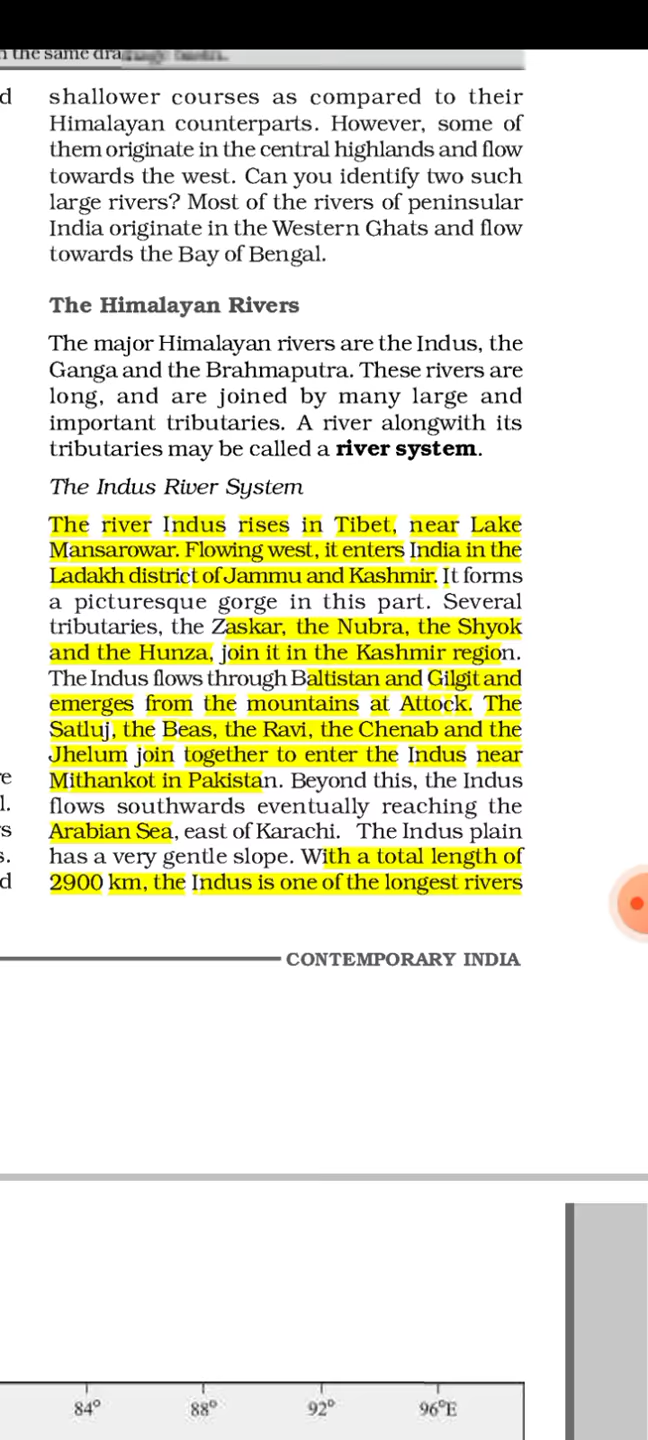 n the same dra
d
shallower courses as compared to their
Himalayan counterparts. However, some of
them originate in the central highlands and flow
towards the west. Can you identify two such
large rivers? Most of the rivers of peninsular
India originate in the Western Ghats and flow
towards the Bay of Bengal.
The Himalayan Rivers
The major Himalayan rivers are the Indus, the
Ganga and the Brahmaputra. These rivers are
long, and are joined by many large and
important tributaries. A river alongwith its
tributaries may be called a river system.
The Indus River System
The river Indus rises in Tibet, near Lake
Mansarowar. Flowing west, it enters India in the
Ladakh district of Jammu and Kashmir. It forms
a picturesque gorge in this part. Several
tributaries, the Zaskar, the Nubra, the Shyok
and the Hunza, join it in the Kashmir region.
The Indus flows through Baltistan and Gilgit and
emerges from the mountains at Attock. The
Satluj, the Beas, the Ravi, the Chenab and the
Jhelum join together to enter the Indus near
Mithankot in Pakistan. Beyond this, the Indus
flows southwards eventually reaching the
Arabian Sea, east of Karachi. The Indus plain
has a very gentle slope. With a total length of
2900 km, the Indus is one of the longest rivers
e
l.
s
s.
d
CONTEMPORARY INDIA
84° 88° 92° 96°E